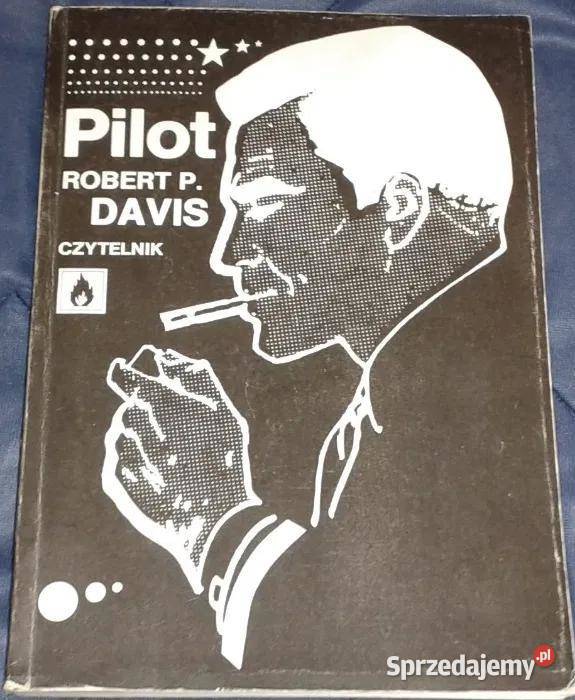 Pilot
ROBERT P.
DAVIS
CZYTELNIK
Sprzedajemy.pl